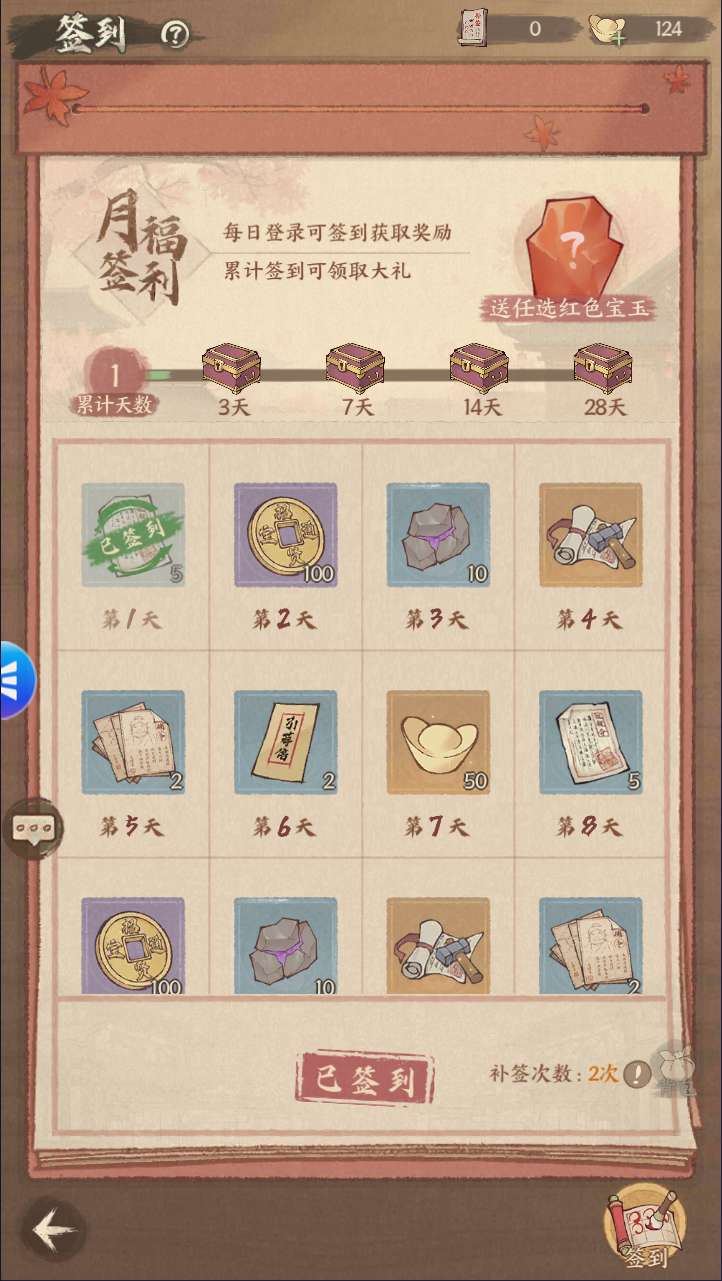 签到 ?
0
124
月签
福利
每日登录可签到获取奖励
累计签到可领取大礼
?
送任选红色宝玉
1
累计天数
3天
7天
14天
28天
已签到
5
100
10
第1天
第2天
第3天
第4天
2
2
50
5
第5天
第6天
第7天
第8天
100
10
2
已签到
补签次数:2次 !
背包
签到